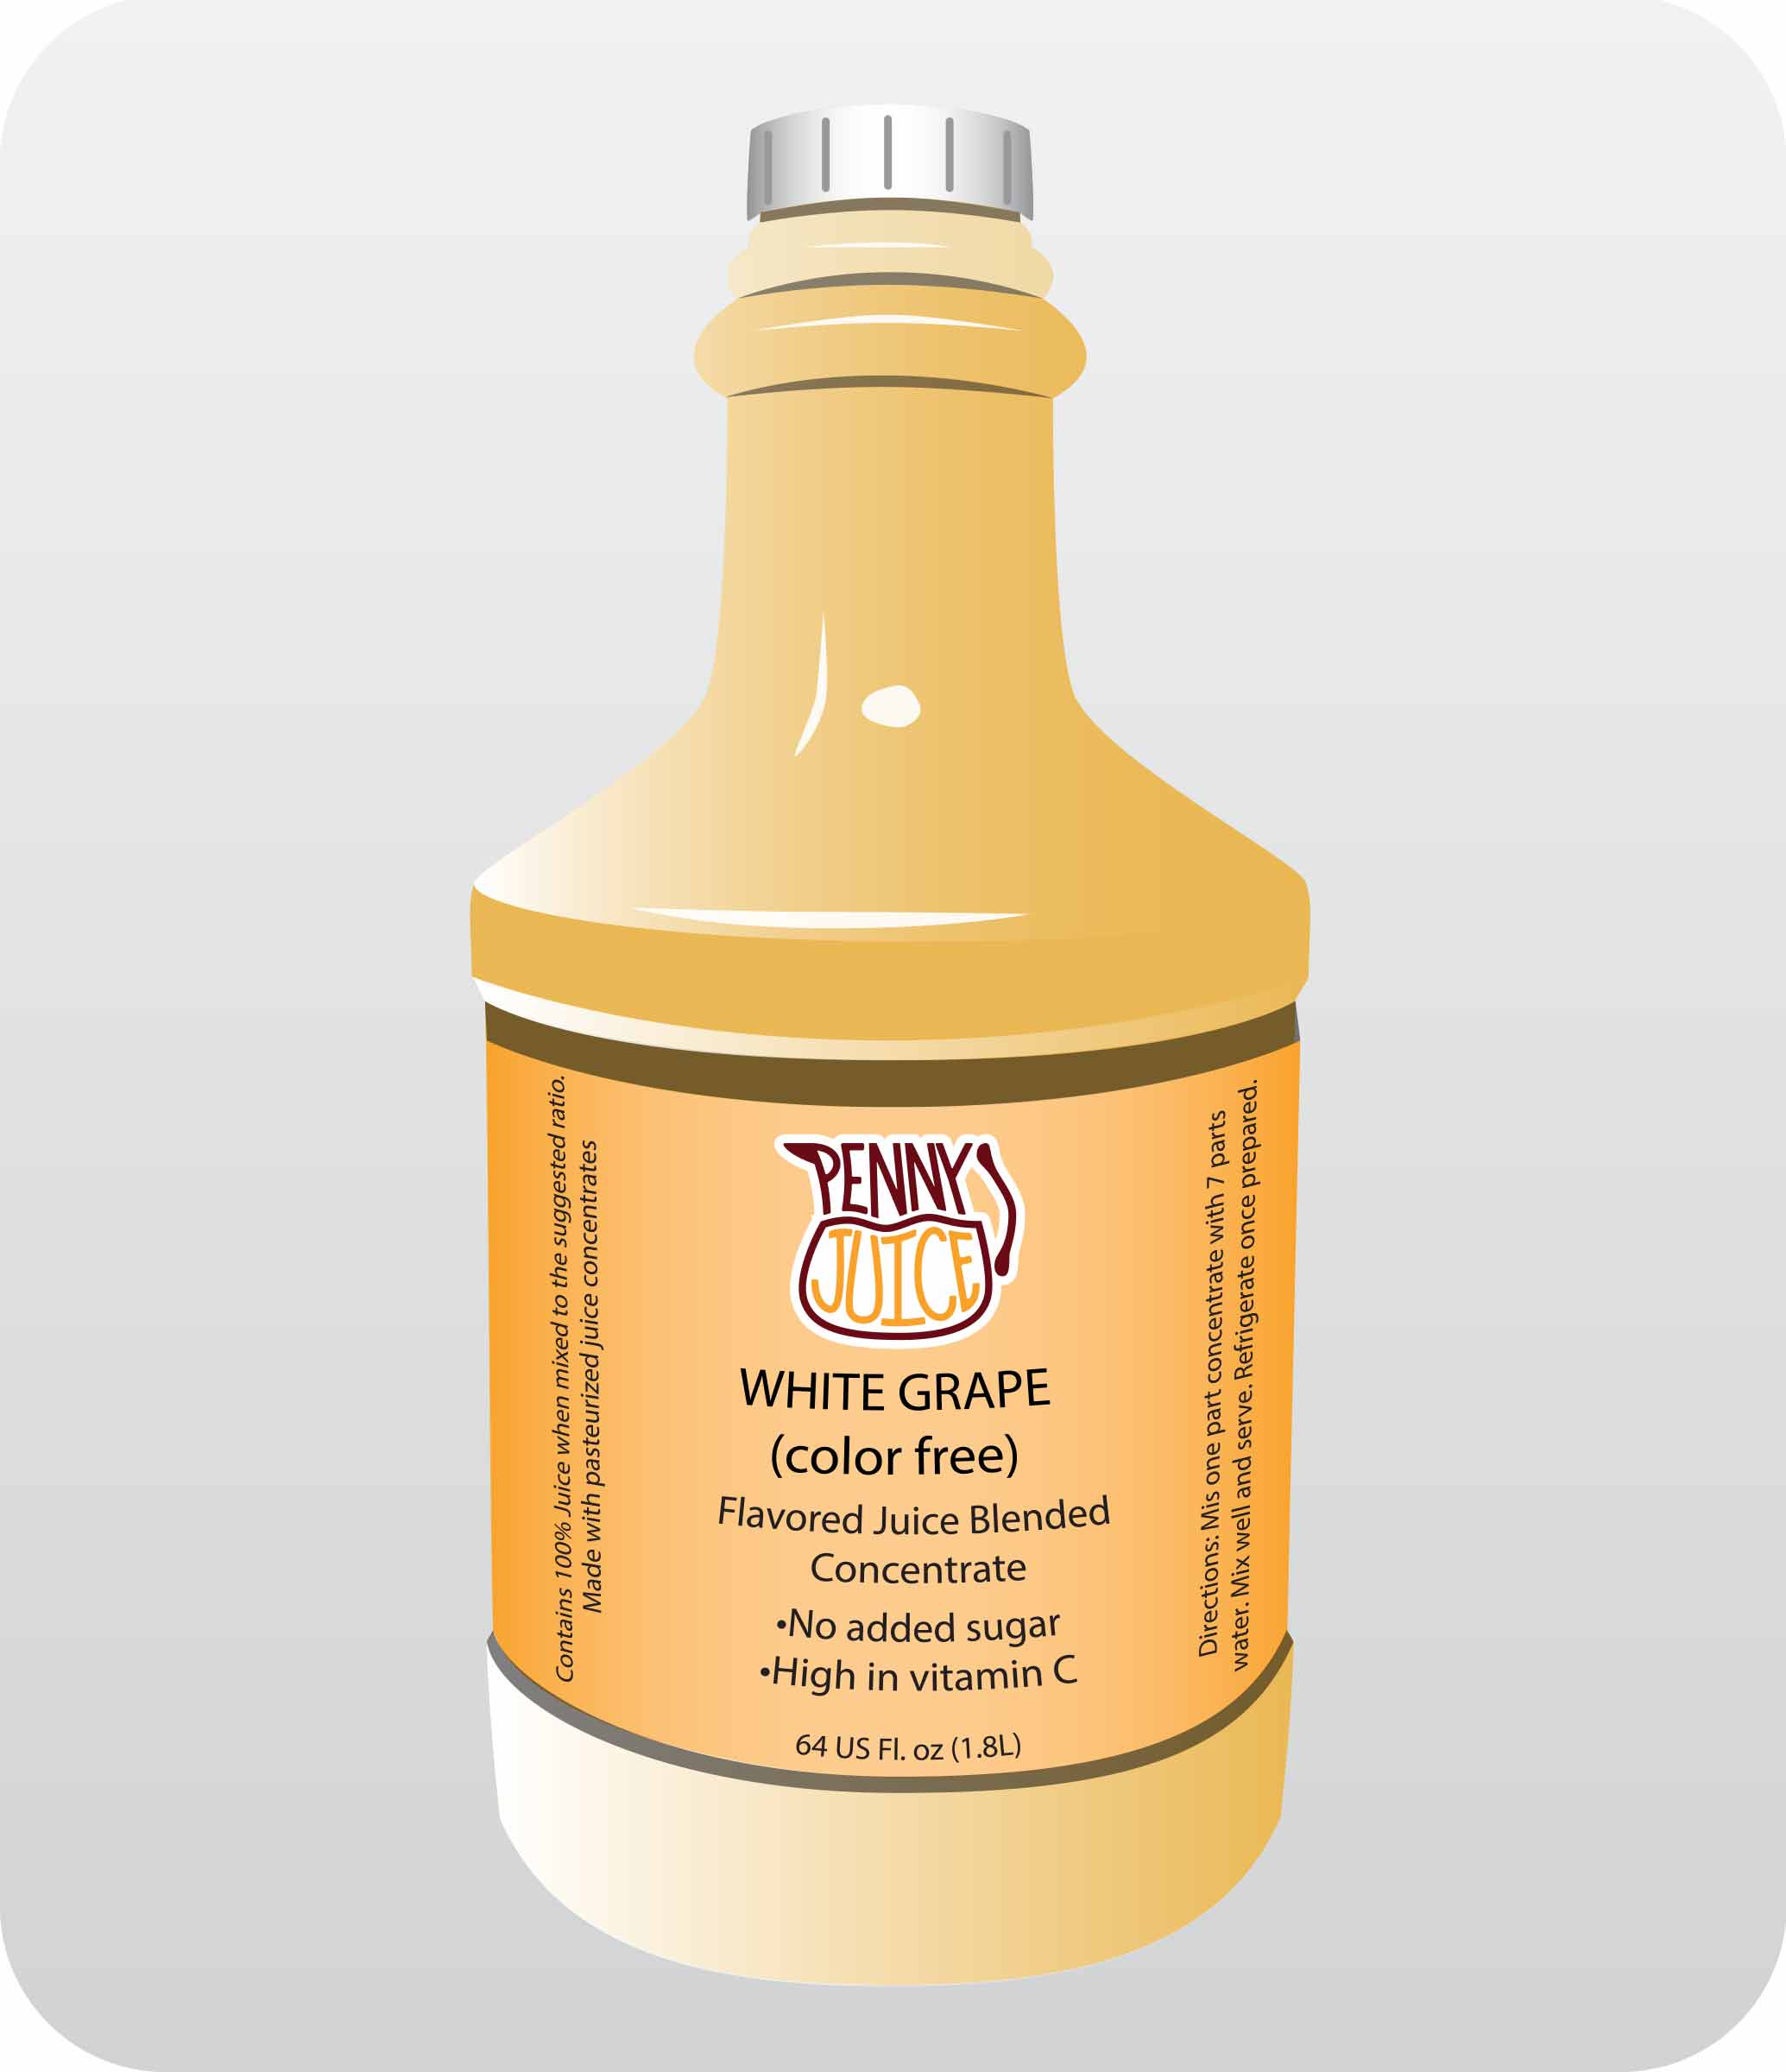 PENNY
JUICE
WHITE GRAPE
(color free)
Flavored Juice Blended
Concentrate
•No added sugar
•High in vitamin C
64 US Fl. oz (1.8L)
Contains 100% Juice when mixed to the suggested ratio.
Made with pasteurized juice concentrates
Directions: Mis one part concentrate with 7 parts
water. Mix well and serve. Refrigerate once prepared.